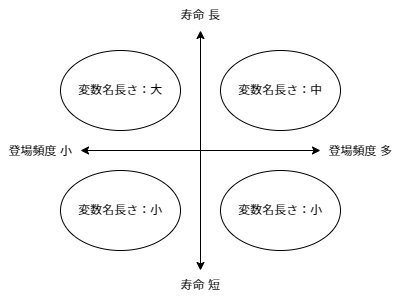 寿命 長
変数名長さ：大
変数名長さ：中
登場頻度 小
登場頻度 多
変数名長さ：小
変数名長さ：小
寿命 短